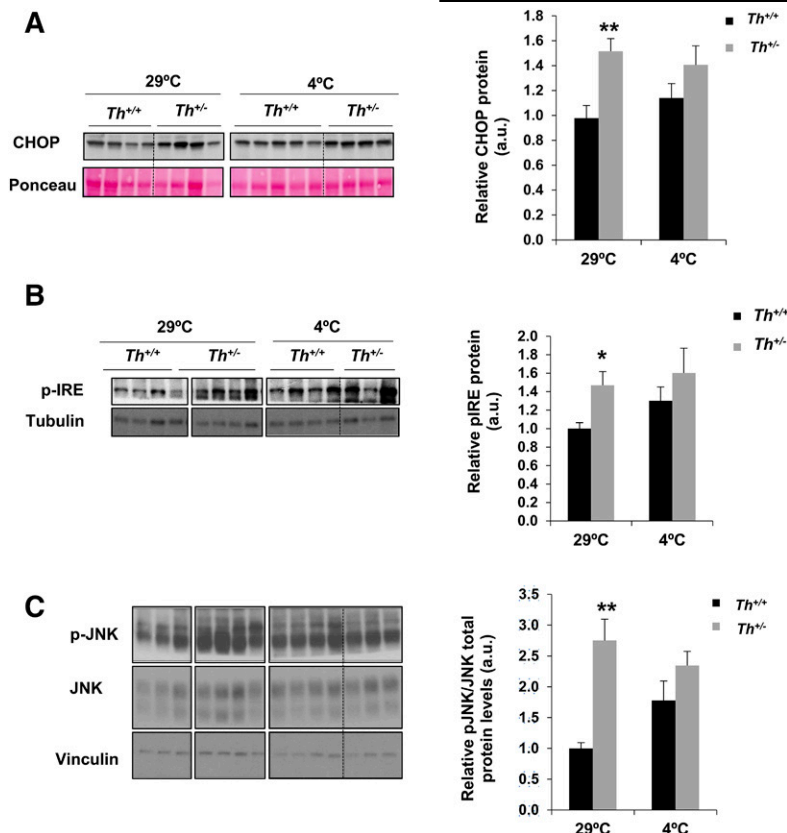 A
29ºC 4ºC
Th+/+ Th+/- Th+/+ Th+/-
CHOP
Ponceau
Relative CHOP protein
(a.u.)
1.8
1.6
1.4
1.2
1.0
0.8
0.6
0.4
0.2
0.0
**
29ºC 4ºC
Th+/+
Th+/-
B
29ºC 4ºC
Th+/+ Th+/- Th+/+ Th+/-
p-IRE
Tubulin
Relative pIRE protein
(a.u.)
2.0
1.8
1.6
1.4
1.2
1.0
0.8
0.6
0.4
0.2
0.0
*
29ºC 4ºC
Th+/+
Th+/-
C
p-JNK
JNK
Vinculin
Relative pJNK/JNK total
protein levels (a.u.)
3.5
3.0
2.5
2.0
1.5
1.0
0.5
0.0
**
29ºC 4ºC
Th+/+
Th+/-